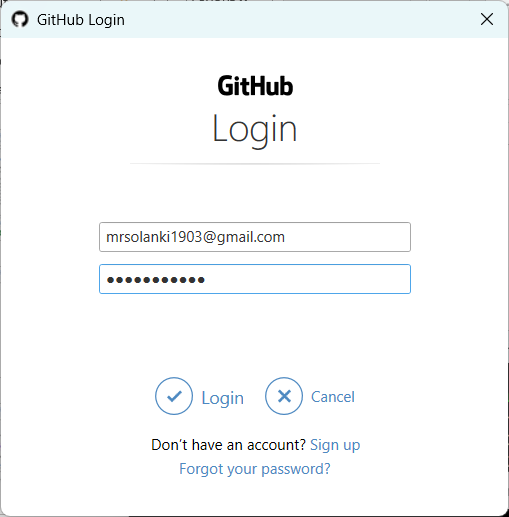 GitHub Login
GitHub
Login
mrsolanki1903@gmail.com
●●●●●●●●●●●
Login Cancel
Don't have an account? Sign up
Forgot your password?